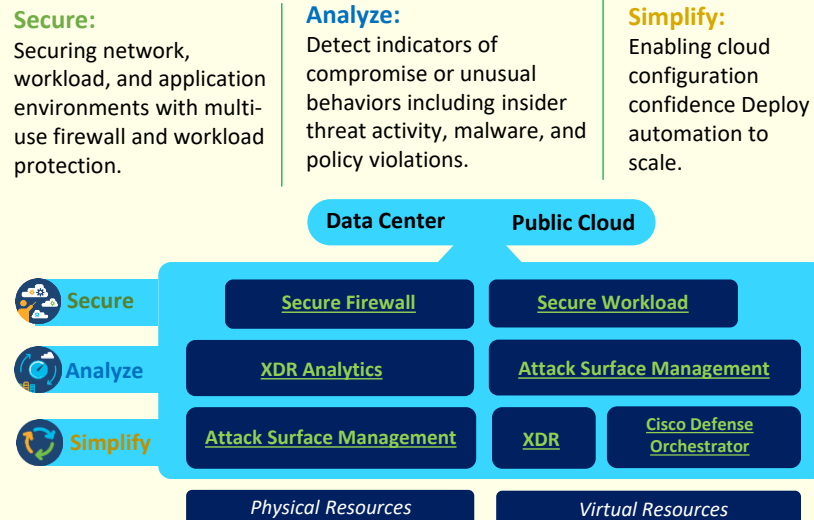 Secure:
Securing network,
workload, and application
environments with multi-
use firewall and workload
protection.
Analyze:
Detect indicators of
compromise or unusual
behaviors including insider
threat activity, malware, and
policy violations.
Simplify:
Enabling cloud
configuration
confidence Deploy
automation to
scale.
Data Center
Public Cloud
Secure
Secure Firewall
Secure Workload
Analyze
XDR Analytics
Attack Surface Management
Simplify
Attack Surface Management
XDR
Cisco Defense
Orchestrator
Physical Resources
Virtual Resources